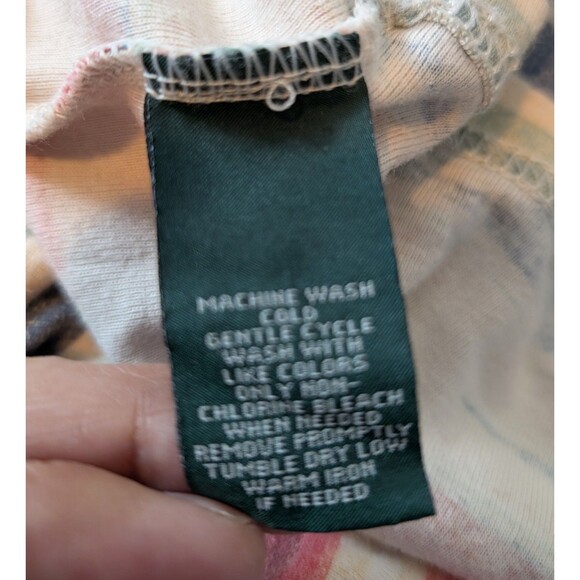 MACHINE WASH
COLD
GENTLE CYCLE
WASH WITH
LIKE COLORS
ONLY NON-
CHLORINE BLEACH
WHEN NEEDED
REMOVE PROMPTLY
TUMBLE DRY LOW
WARM IRON
IF NEEDED